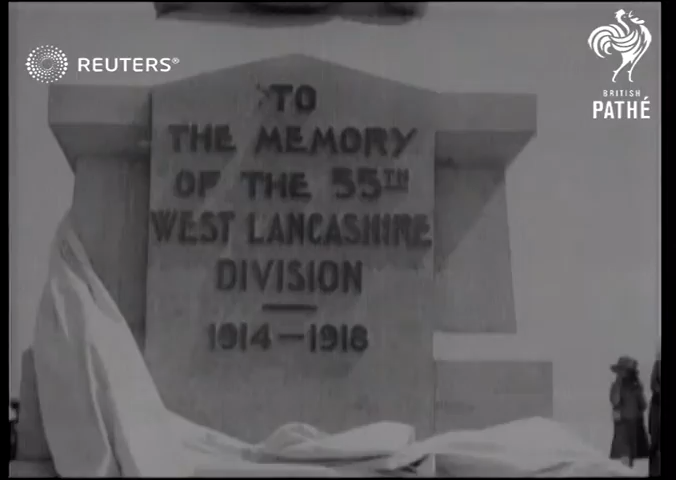 REUTERS®
BRITISH
PATHÉ
TO
THE MEMORY
OF THE 55TH
WEST LANCASHIRE
DIVISION
1914—1918